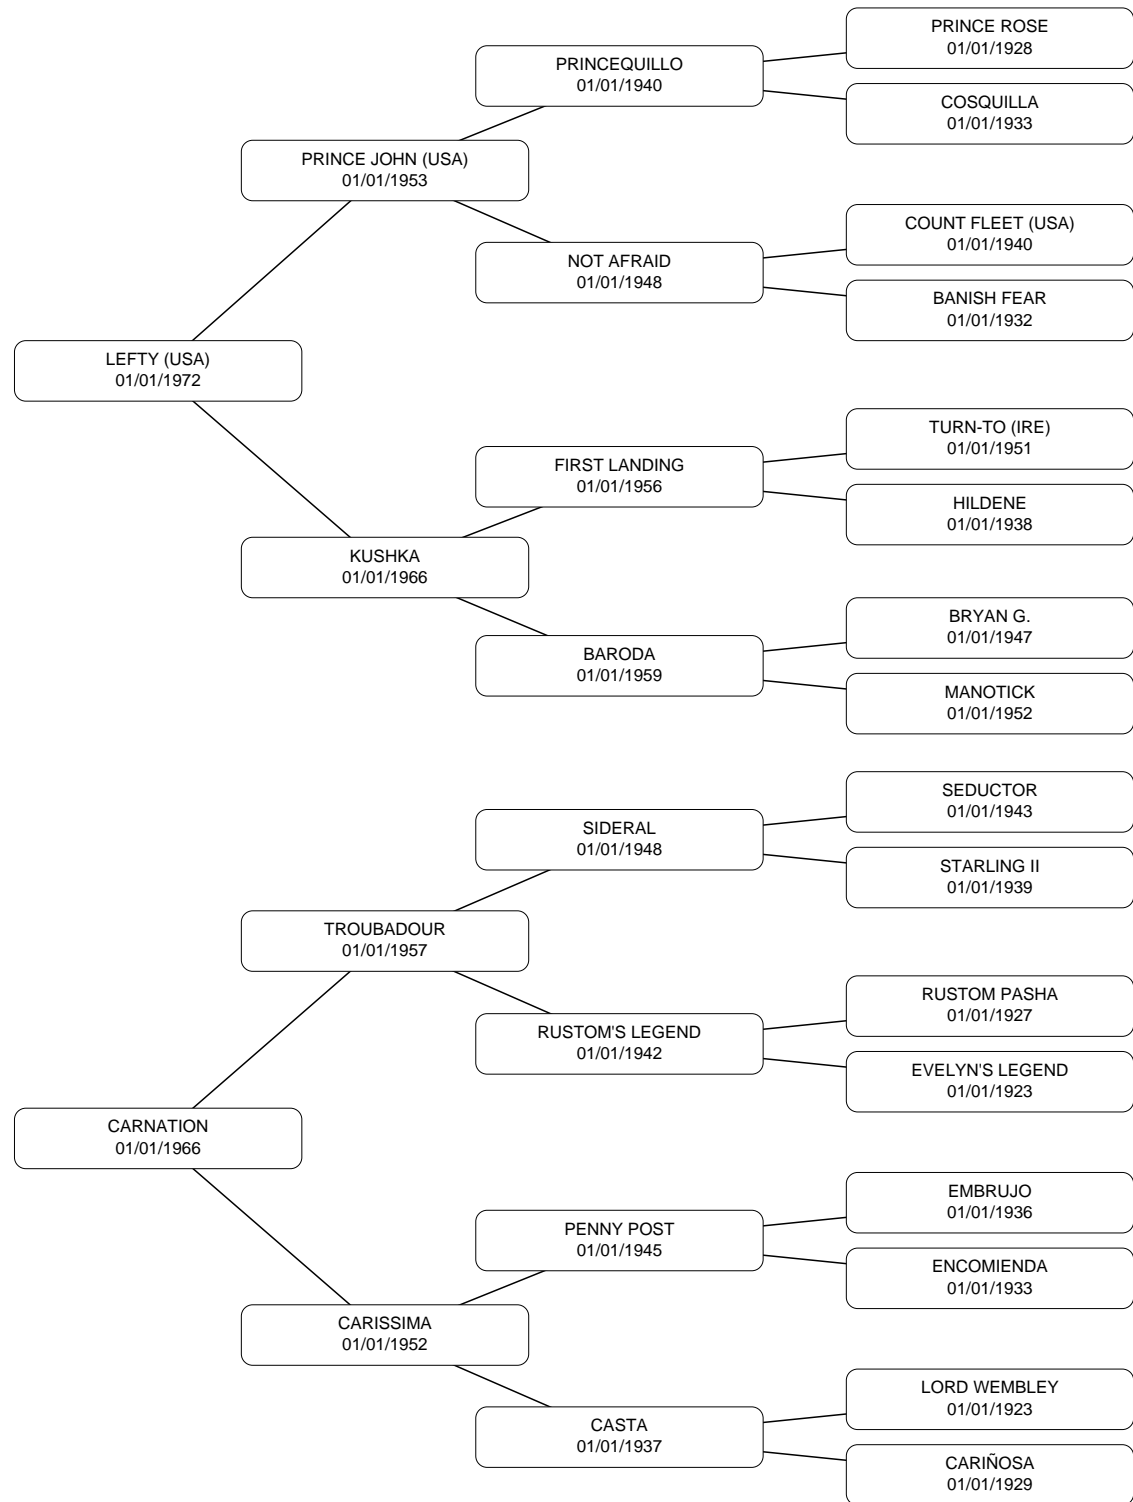 PRINCE ROSE
01/01/1928
PRINCEQUILLO
01/01/1940
COSQUILLA
01/01/1933
PRINCE JOHN (USA)
01/01/1953
COUNT FLEET (USA)
01/01/1940
NOT AFRAID
01/01/1948
BANISH FEAR
01/01/1932
LEFTY (USA)
01/01/1972
TURN-TO (IRE)
01/01/1951
FIRST LANDING
01/01/1956
HILDENE
01/01/1938
KUSHKA
01/01/1966
BRYAN G.
01/01/1947
BARODA
01/01/1959
MANOTICK
01/01/1952
SEDUCTOR
01/01/1943
SIDERAL
01/01/1948
STARLING II
01/01/1939
TROUBADOUR
01/01/1957
RUSTOM PASHA
01/01/1927
RUSTOM'S LEGEND
01/01/1942
EVELYN'S LEGEND
01/01/1923
CARNATION
01/01/1966
EMBRUJO
01/01/1936
PENNY POST
01/01/1945
ENCOMIENDA
01/01/1933
CARISSIMA
01/01/1952
LORD WEMBLEY
01/01/1923
CASTA
01/01/1937
CARIÑOSA
01/01/1929